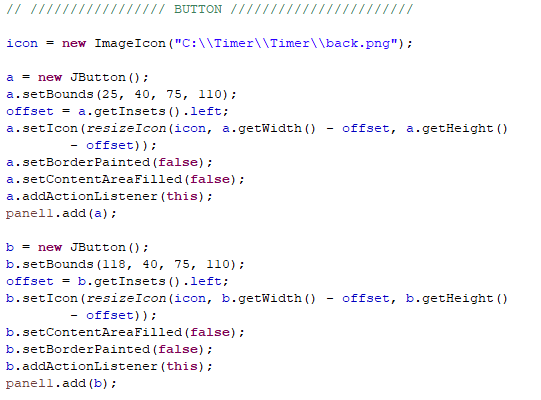 // ///////////////// BUTTON ///////////////////////
icon = new ImageIcon("C:\\Timer\\Timer\\back.png");
a = new JButton();
a.setBounds(25, 40, 75, 110);
offset = a.getInsets().left;
a.setIcon(resizeIcon(icon, a.getWidth() - offset, a.getHeight()
- offset));
a.setBorderPainted(false);
a.setContentAreaFilled(false);
a.addActionListener(this);
panel1.add(a);
b = new JButton();
b.setBounds(118, 40, 75, 110);
offset = b.getInsets().left;
b.setIcon(resizeIcon(icon, b.getWidth() - offset, b.getHeight()
- offset));
b.setContentAreaFilled(false);
b.setBorderPainted(false);
b.addActionListener(this);
panel1.add(b);